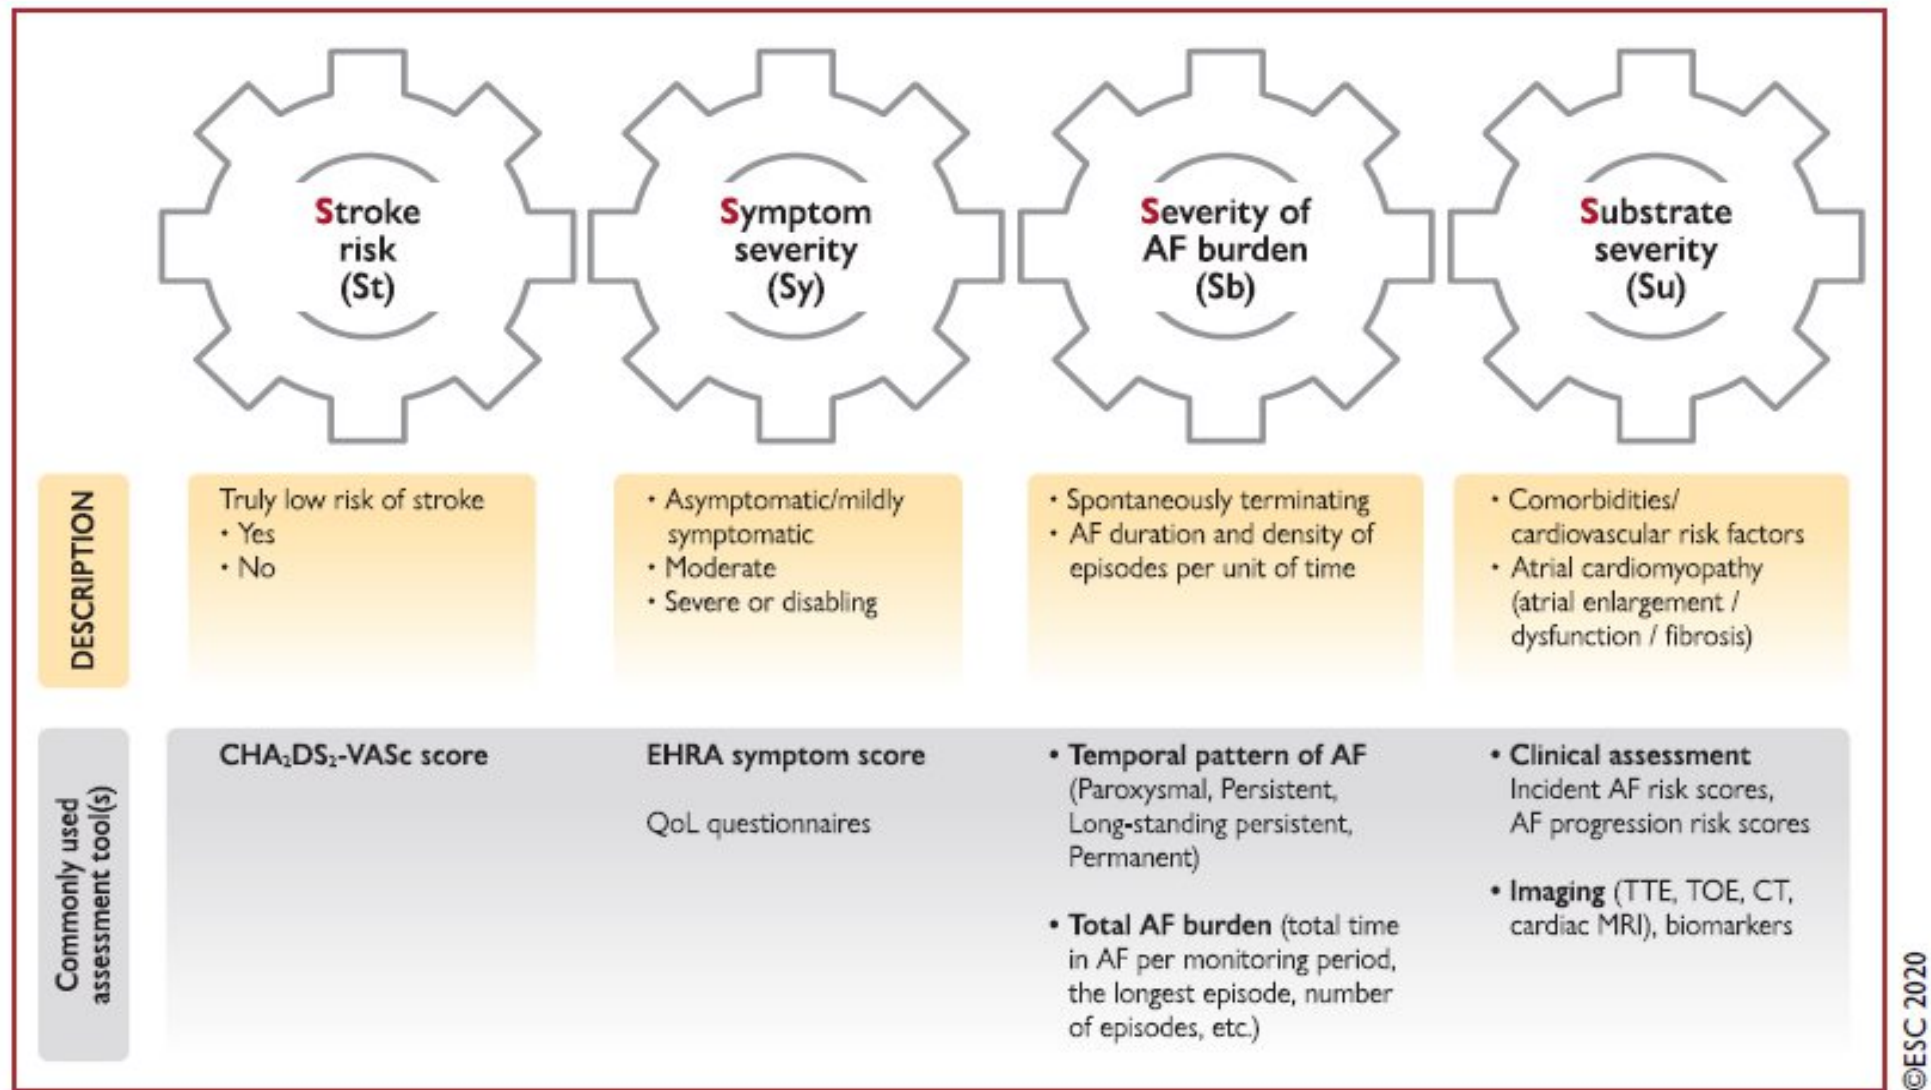 Stroke
risk
(St)
Symptom
severity
(Sy)
Severity of
AF burden
(Sb)
Substrate
severity
(Su)
DESCRIPTION
Truly low risk of stroke
• Yes
• No
• Asymptomatic/mildly
symptomatic
• Moderate
• Severe or disabling
• Spontaneously terminating
• AF duration and density of
episodes per unit of time
• Comorbidities/
cardiovascular risk factors
• Atrial cardiomyopathy
(atrial enlargement /
dysfunction / fibrosis)
Commonly used
assessment tool(s)
CHA₂DS₂-VASc score
EHRA symptom score
QoL questionnaires
• Temporal pattern of AF
(Paroxysmal, Persistent,
Long-standing persistent,
Permanent)
• Total AF burden (total time
in AF per monitoring period,
the longest episode, number
of episodes, etc.)
• Clinical assessment
Incident AF risk scores,
AF progression risk scores
• Imaging (TTE, TOE, CT,
cardiac MRI), biomarkers
©ESC 2020